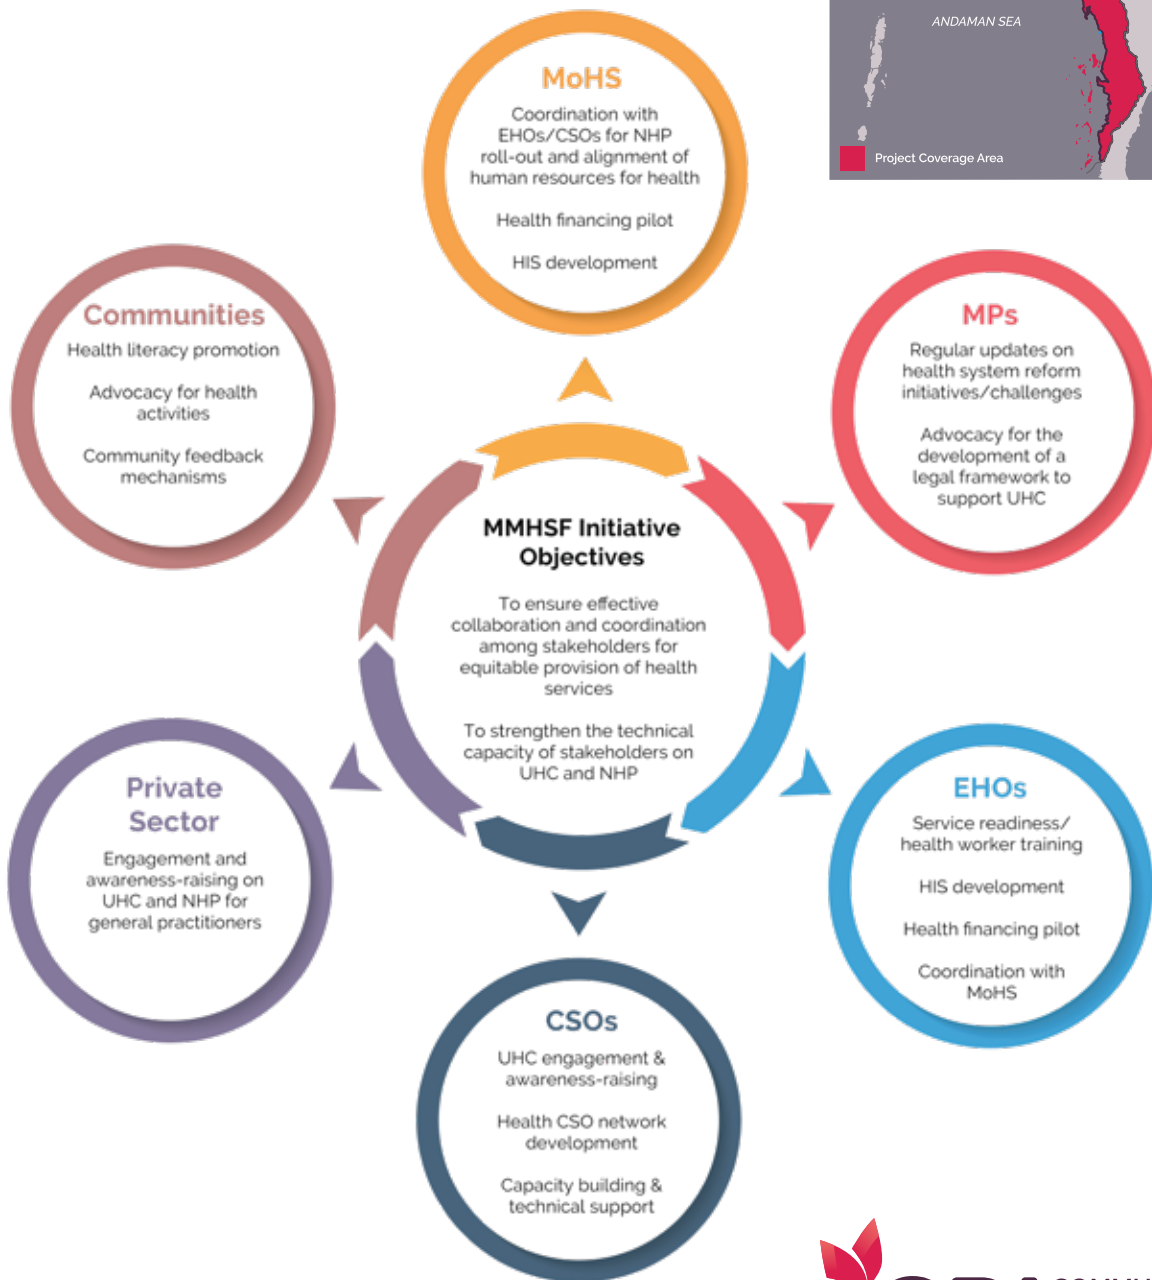 ANDAMAN SEA
Project Coverage Area
MoHS
Coordination with
EHOs/CSOs for NHP
roll-out and alignment of
human resources for health
Health financing pilot
HIS development
Communities
Health literacy promotion
Advocacy for health
activities
Community feedback
mechanisms
MPs
Regular updates on
health system reform
initiatives/challenges
Advocacy for the
development of a
legal framework to
support UHC
MMHSF Initiative
Objectives
To ensure effective
collaboration and coordination
among stakeholders for
equitable provision of health
services
To strengthen the technical
capacity of stakeholders on
UHC and NHP
Private
Sector
Engagement and
awareness-raising on
UHC and NHP for
general practitioners
EHOs
Service readiness/
health worker training
HIS development
Health financing pilot
Coordination with
MoHS
CSOs
UHC engagement &
awareness-raising
Health CSO network
development
Capacity building &
technical support